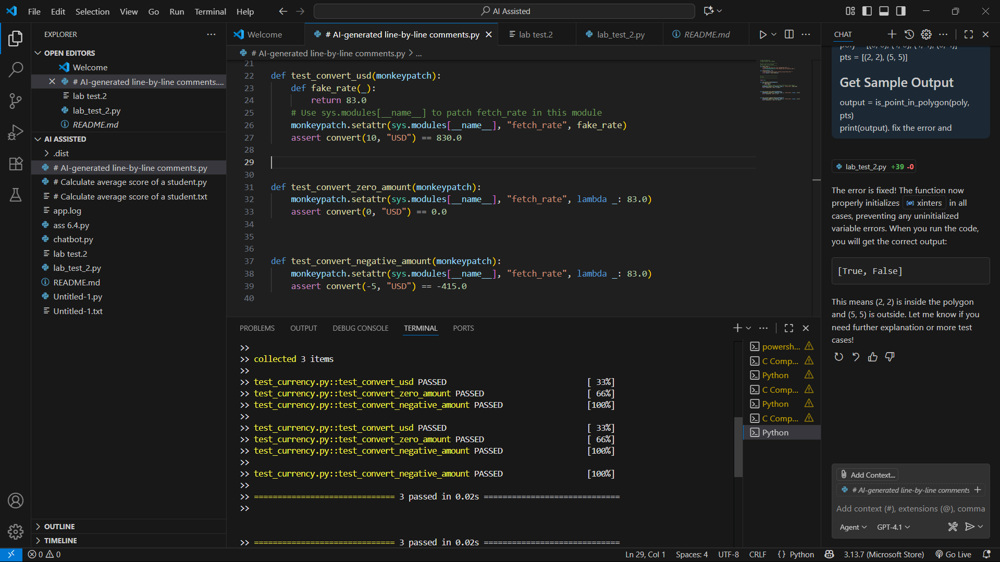 File Edit Selection View Go Run Terminal Help
AI Assisted
EXPLORER
OPEN EDITORS
Welcome
# AI-generated line-by-line comments....
lab test.2
lab_test_2.py
README.md
AI ASSISTED
.dist
# AI-generated line-by-line comments.py
# Calculate average score of a student.py
# Calculate average score of a student.txt
app.log
ass 6.4.py
chatbot.py
lab test.2
lab_test_2.py
README.md
Untitled-1.py
Untitled-1.txt
OUTLINE
TIMELINE
Welcome
# AI-generated line-by-line comments.py
lab test.2
lab_test_2.py
README.md
# AI-generated line-by-line comments.py > ...
21
22 def test_convert_usd(monkeypatch):
23 def fake_rate(_):
24 return 83.0
25 # Use sys.modules[__name__] to patch fetch_rate in this module
26 monkeypatch.setattr(sys.modules[__name__], "fetch_rate", fake_rate)
27 assert convert(10, "USD") == 830.0
28
29
30
31 def test_convert_zero_amount(monkeypatch):
32 monkeypatch.setattr(sys.modules[__name__], "fetch_rate", lambda _: 83.0)
33 assert convert(0, "USD") == 0.0
34
35
36
37 def test_convert_negative_amount(monkeypatch):
38 monkeypatch.setattr(sys.modules[__name__], "fetch_rate", lambda _: 83.0)
39 assert convert(-5, "USD") == -415.0
40
PROBLEMS OUTPUT DEBUG CONSOLE TERMINAL PORTS
>>
>> collected 3 items
>>
>> test_currency.py::test_convert_usd PASSED [ 33%]
>> test_currency.py::test_convert_zero_amount PASSED [ 66%]
>> test_currency.py::test_convert_negative_amount PASSED [100%]
>>
>> test_currency.py::test_convert_usd PASSED [ 33%]
>> test_currency.py::test_convert_zero_amount PASSED [ 66%]
>> test_currency.py::test_convert_negative_amount PASSED [100%]
>>
>> test_currency.py::test_convert_negative_amount PASSED [100%]
>>
>> ============================== 3 passed in 0.02s =============================
>>
>> ============================== 3 passed in 0.02s =============================
powersh...
C Comp...
Python
C Comp...
Python
C Comp...
Python
CHAT
pts = [(2, 2), (5, 5)]
Get Sample Output
output = is_point_in_polygon(poly,
pts)
print(output). fix the error and
lab_test_2.py +39 -0
The error is fixed! The function now
properly initializes xinters in all
cases, preventing any uninitialized
variable errors. When you run the code,
you will get the correct output:
[True, False]
This means (2, 2) is inside the polygon
and (5, 5) is outside. Let me know if you
need further explanation or more test
cases!
Add Context...
# AI-generated line-by-line comments
Add context (#), extensions (@), comma
Agent GPT-4.1
0 0
Ln 29, Col 1 Spaces: 4 UTF-8 CRLF {} Python 3.13.7 (Microsoft Store) Go Live